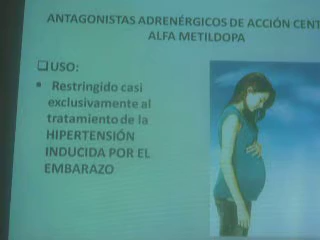 ANTAGONISTAS ADRENÉRGICOS DE ACCIÓN CENT
ALFA METILDOPA
USO:
Restringido casi
exclusivamente al
tratamiento de la
HIPERTENSIÓN
INDUCIDA POR EL
EMBARAZO